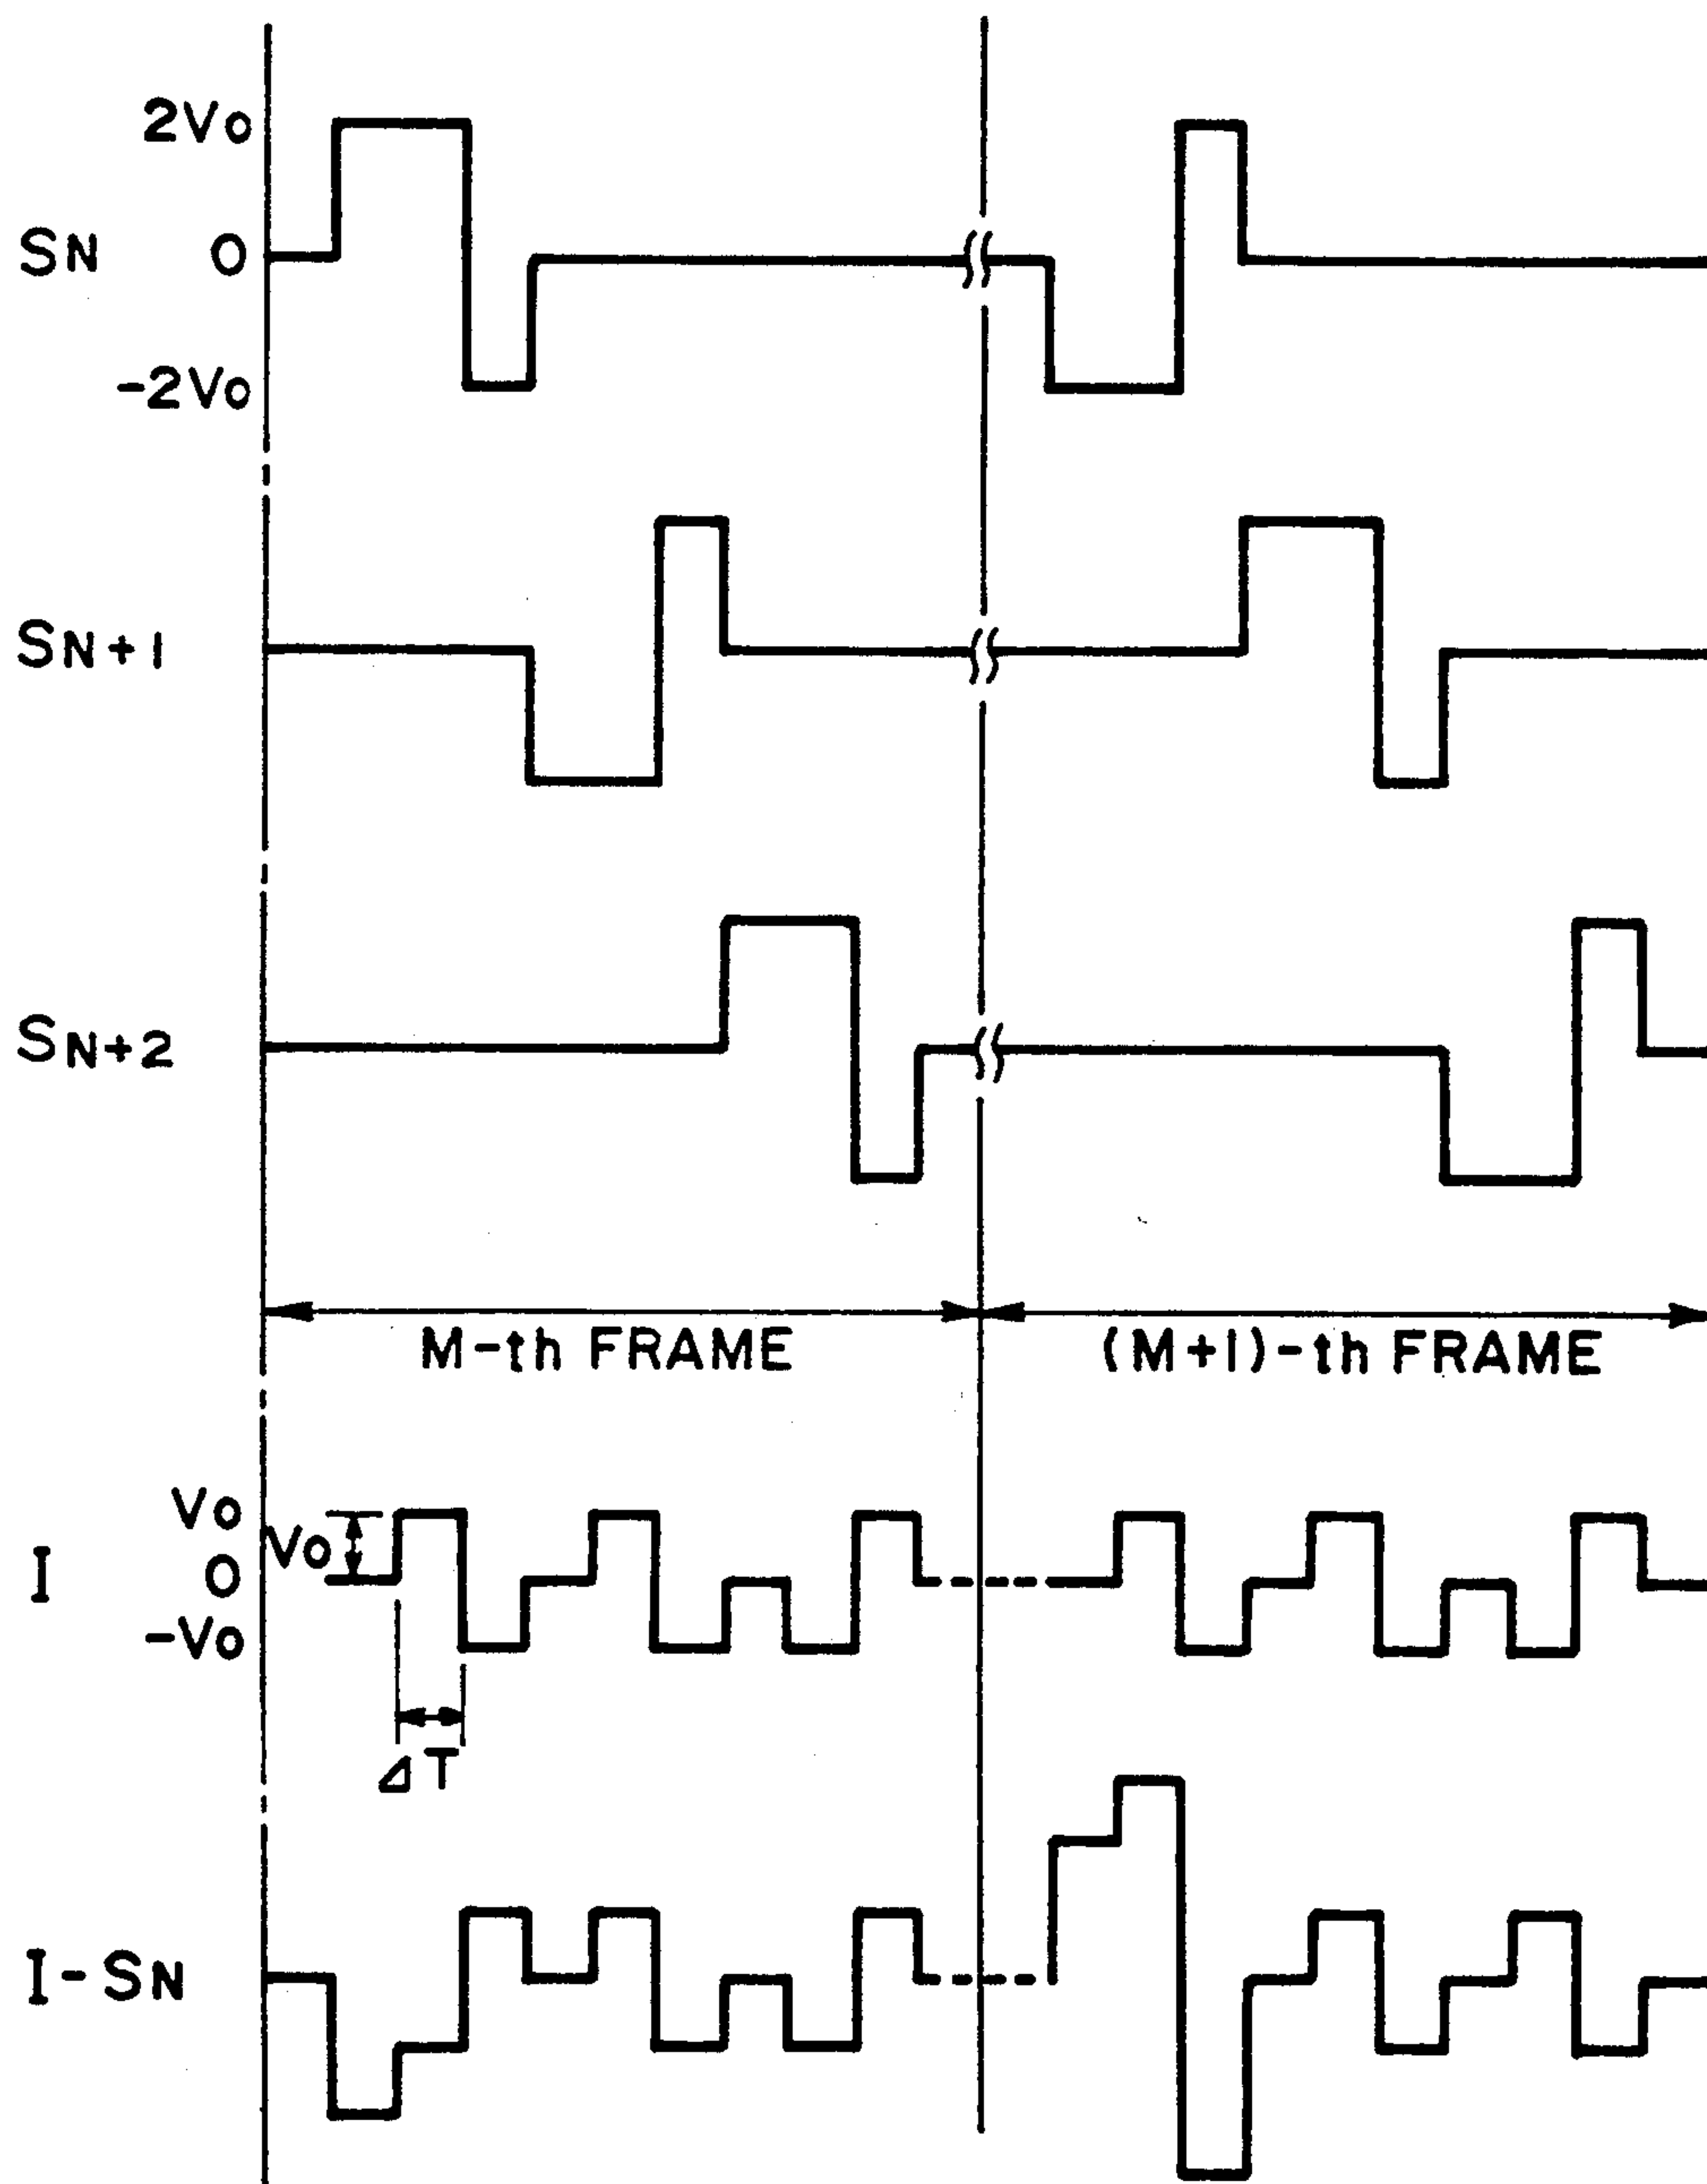 2Vo
SN 0
-2Vo
SN+1
SN+2
M-th FRAME (M+1)-th FRAME
Vo
Vo
I 0
-Vo
ΔT
I-SN